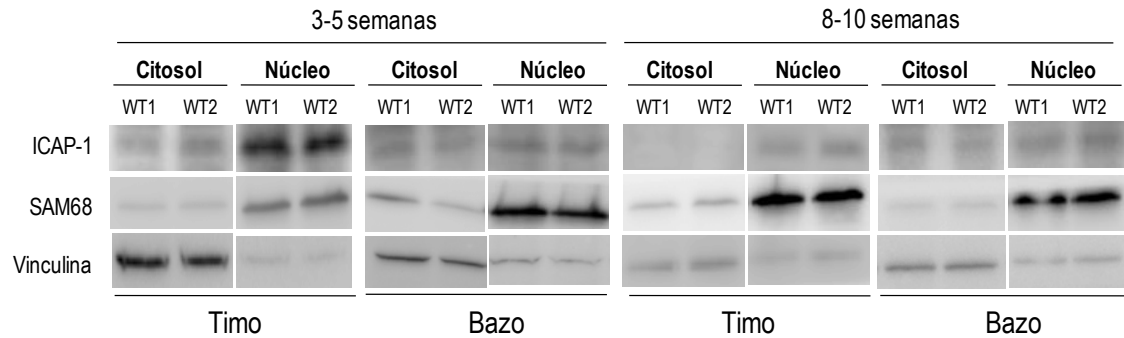 3-5 semanas 8-10 semanas
Citosol Núcleo Citosol Núcleo Citosol Núcleo Citosol Núcleo
WT1 WT2 WT1 WT2 WT1 WT2 WT1 WT2 WT1 WT2 WT1 WT2 WT1 WT2 WT1 WT2
ICAP-1
SAM68
Vinculina
Timo Bazo Timo Bazo